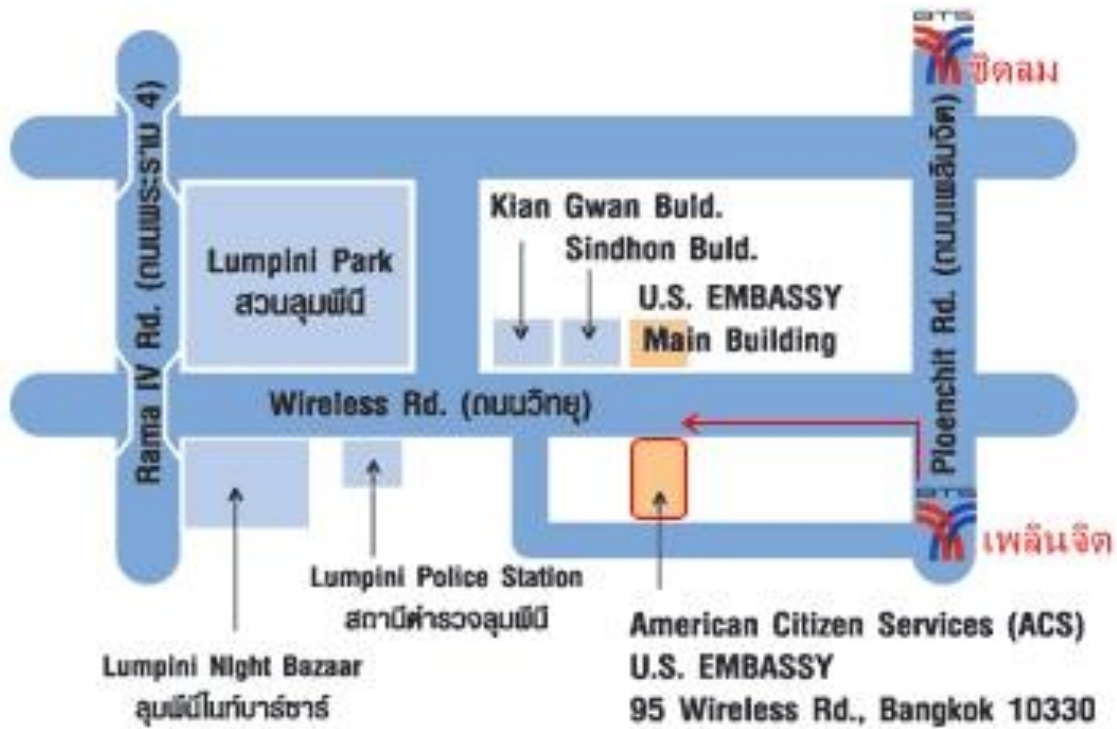 BTS
ชิดลม
Rama IV Rd. (ถนนพระราม 4)
Ploenchit Rd. (ถนนเพลินจิต)
Kian Gwan Buld.
Sindhon Buld.
Lumpini Park
สวนลุมพินี
U.S. EMBASSY
Main Building
Wireless Rd. (ถนนวิทยุ)
BTS
เพลินจิต
Lumpini Police Station
สถานีตำรวจลุมพินี
American Citizen Services (ACS)
U.S. EMBASSY
95 Wireless Rd., Bangkok 10330
Lumpini Night Bazaar
ลุมพินีไนท์บาร์ซาร์